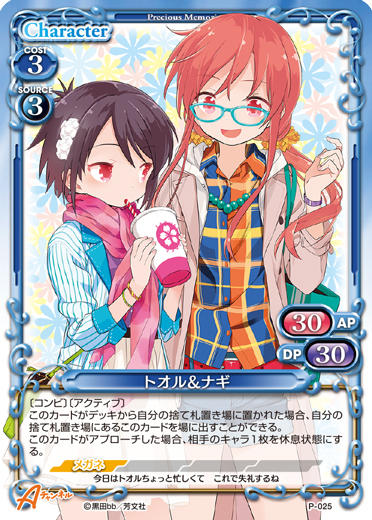 Precious Memor
Character
COST
3
SOURCE
3
30 AP
DP 30
トオル&ナギ
［コンビ］［アクティブ］
このカードがデッキから自分の捨て札置き場に置かれた場合、自分の
捨て札置き場にあるこのカードを場に出すことができる。
このカードがアプローチした場合、相手のキャラ1枚を休息状態にす
る。
メガネ
今日はトオルちょっと忙しくて　これで失礼するね
Aチャンネル
©黒田bb／芳文社
P-025